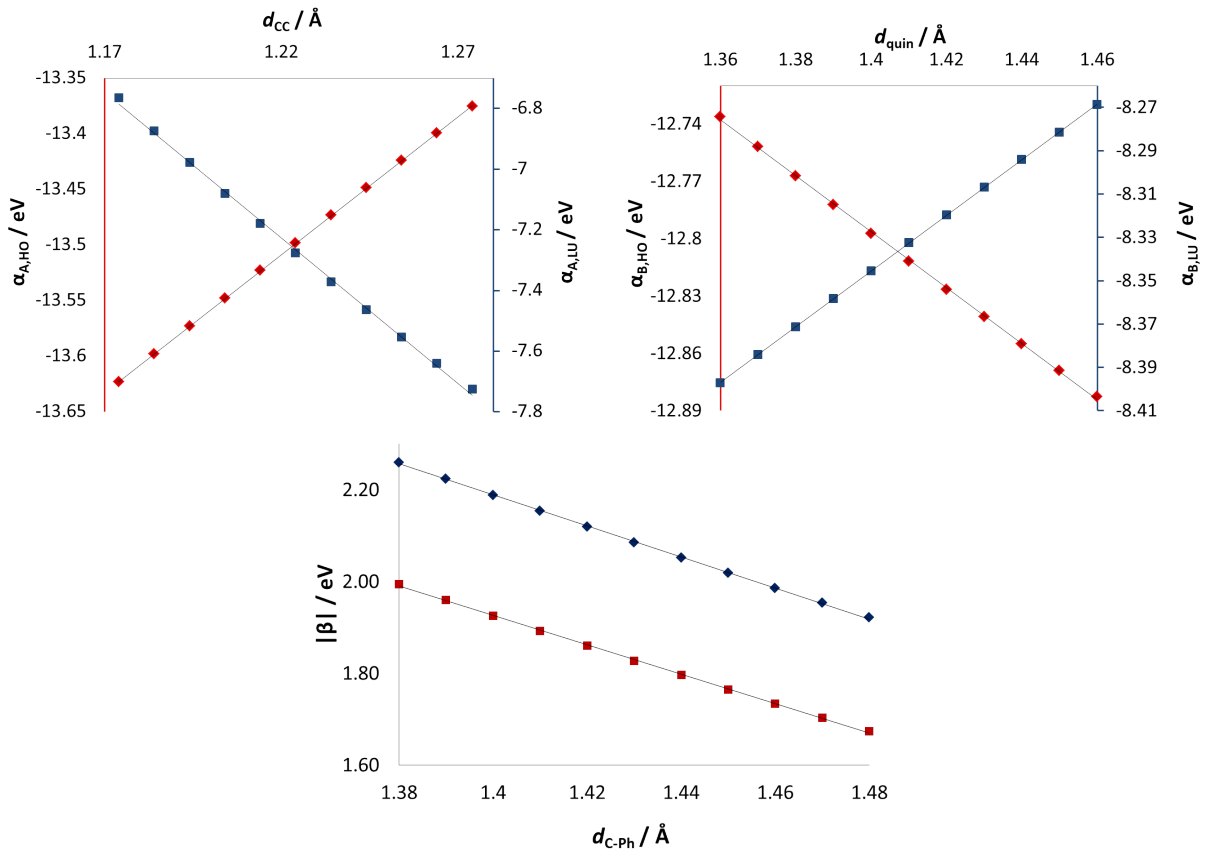 d_CC / Å
1.17 1.22 1.27
-13.35
-13.4
-13.45
-13.5
-13.55
-13.6
-13.65
α_A,HO / eV
-6.8
-7
-7.2
-7.4
-7.6
-7.8
α_A,LU / eV
d_quin / Å
1.36 1.38 1.4 1.42 1.44 1.46
-12.74
-12.77
-12.8
-12.83
-12.86
-12.89
α_B,HO / eV
-8.27
-8.29
-8.31
-8.33
-8.35
-8.37
-8.39
-8.41
α_B,LU / eV
2.20
2.00
1.80
1.60
|β| / eV
1.38 1.4 1.42 1.44 1.46 1.48
d_C-Ph / Å